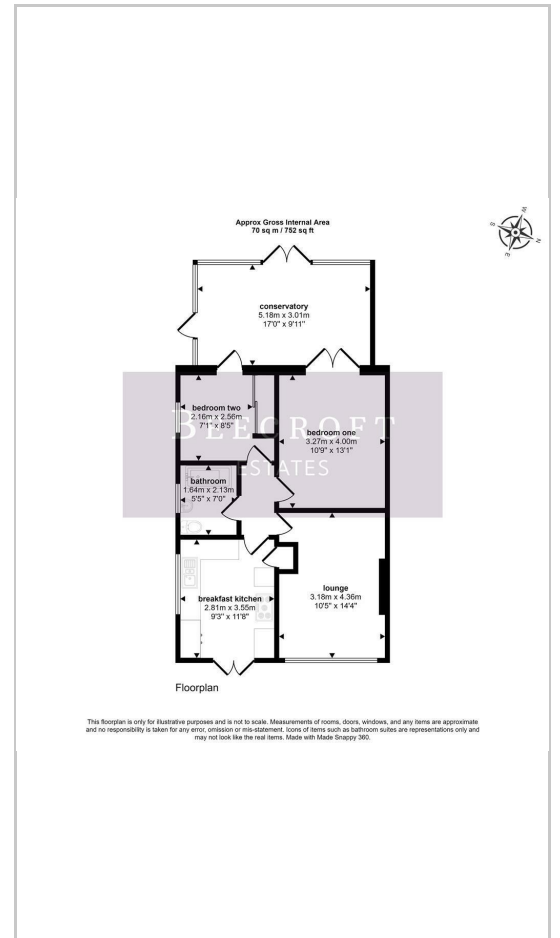 Approx Gross Internal Area
70 sq m / 752 sq ft
W
S
N
E
conservatory
5.18m x 3.01m
17'0" x 9'11"
bedroom two
2.16m x 2.56m
7'1" x 8'5"
BEECROFT
ESTATES
bedroom one
3.27m x 4.00m
10'9" x 13'1"
bathroom
1.64m x 2.13m
5'5" x 7'0"
breakfast kitchen
2.81m x 3.55m
9'3" x 11'8"
lounge
3.18m x 4.36m
10'5" x 14'4"
Floorplan
This floorplan is only for illustrative purposes and is not to scale. Measurements of rooms, doors, windows, and any items are approximate
and no responsibility is taken for any error, omission or mis-statement. Icons of items such as bathroom suites are representations only and
may not look like the real items. Made with Made Snappy 360.